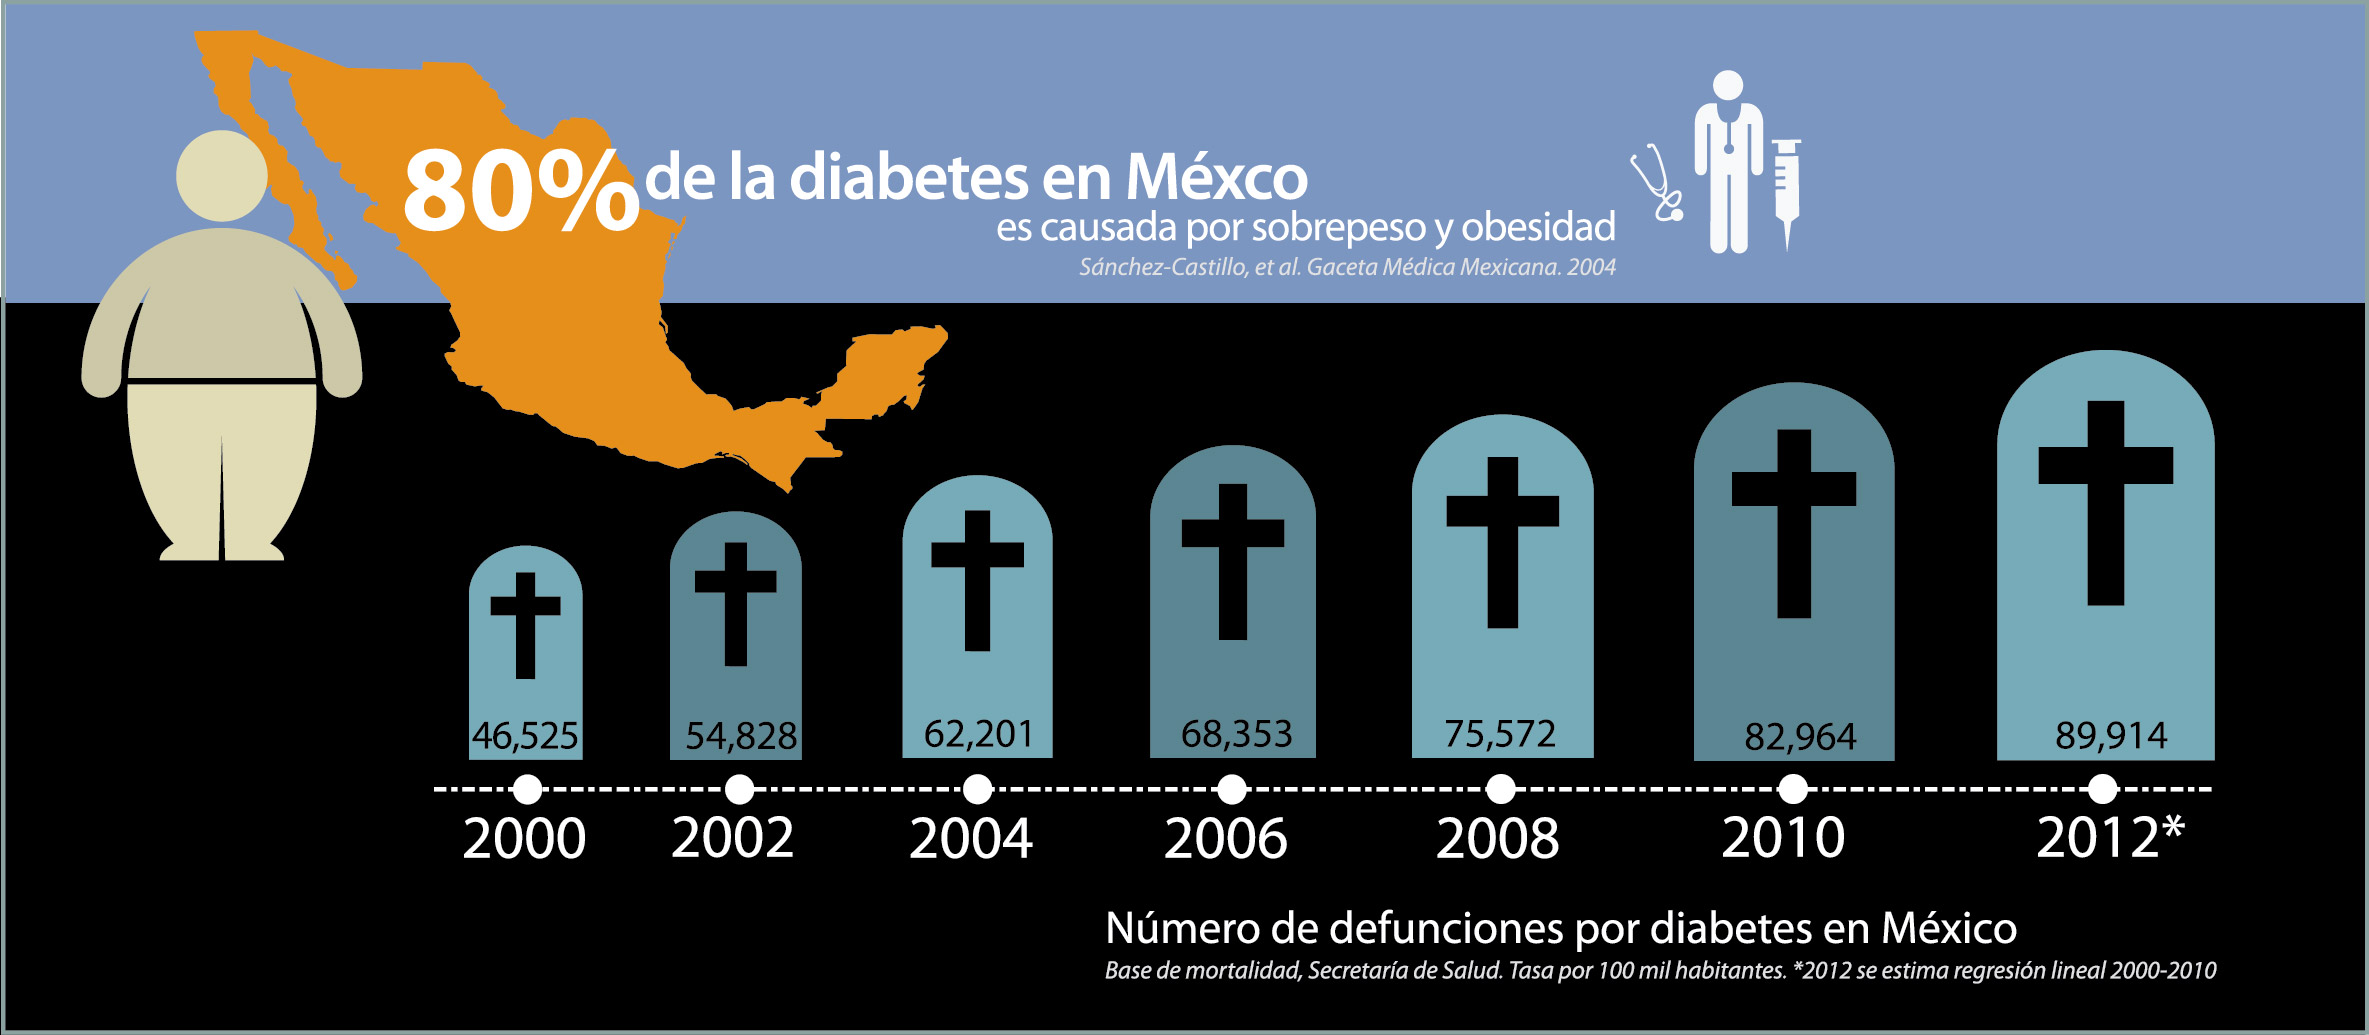 80% de la diabetes en Méxco
es causada por sobrepeso y obesidad
Sánchez-Castillo, et al. Gaceta Médica Mexicana. 2004
46,525 54,828 62,201 68,353 75,572 82,964 89,914
2000 2002 2004 2006 2008 2010 2012*
Número de defunciones por diabetes en México
Base de mortalidad, Secretaría de Salud. Tasa por 100 mil habitantes. *2012 se estima regresión lineal 2000-2010